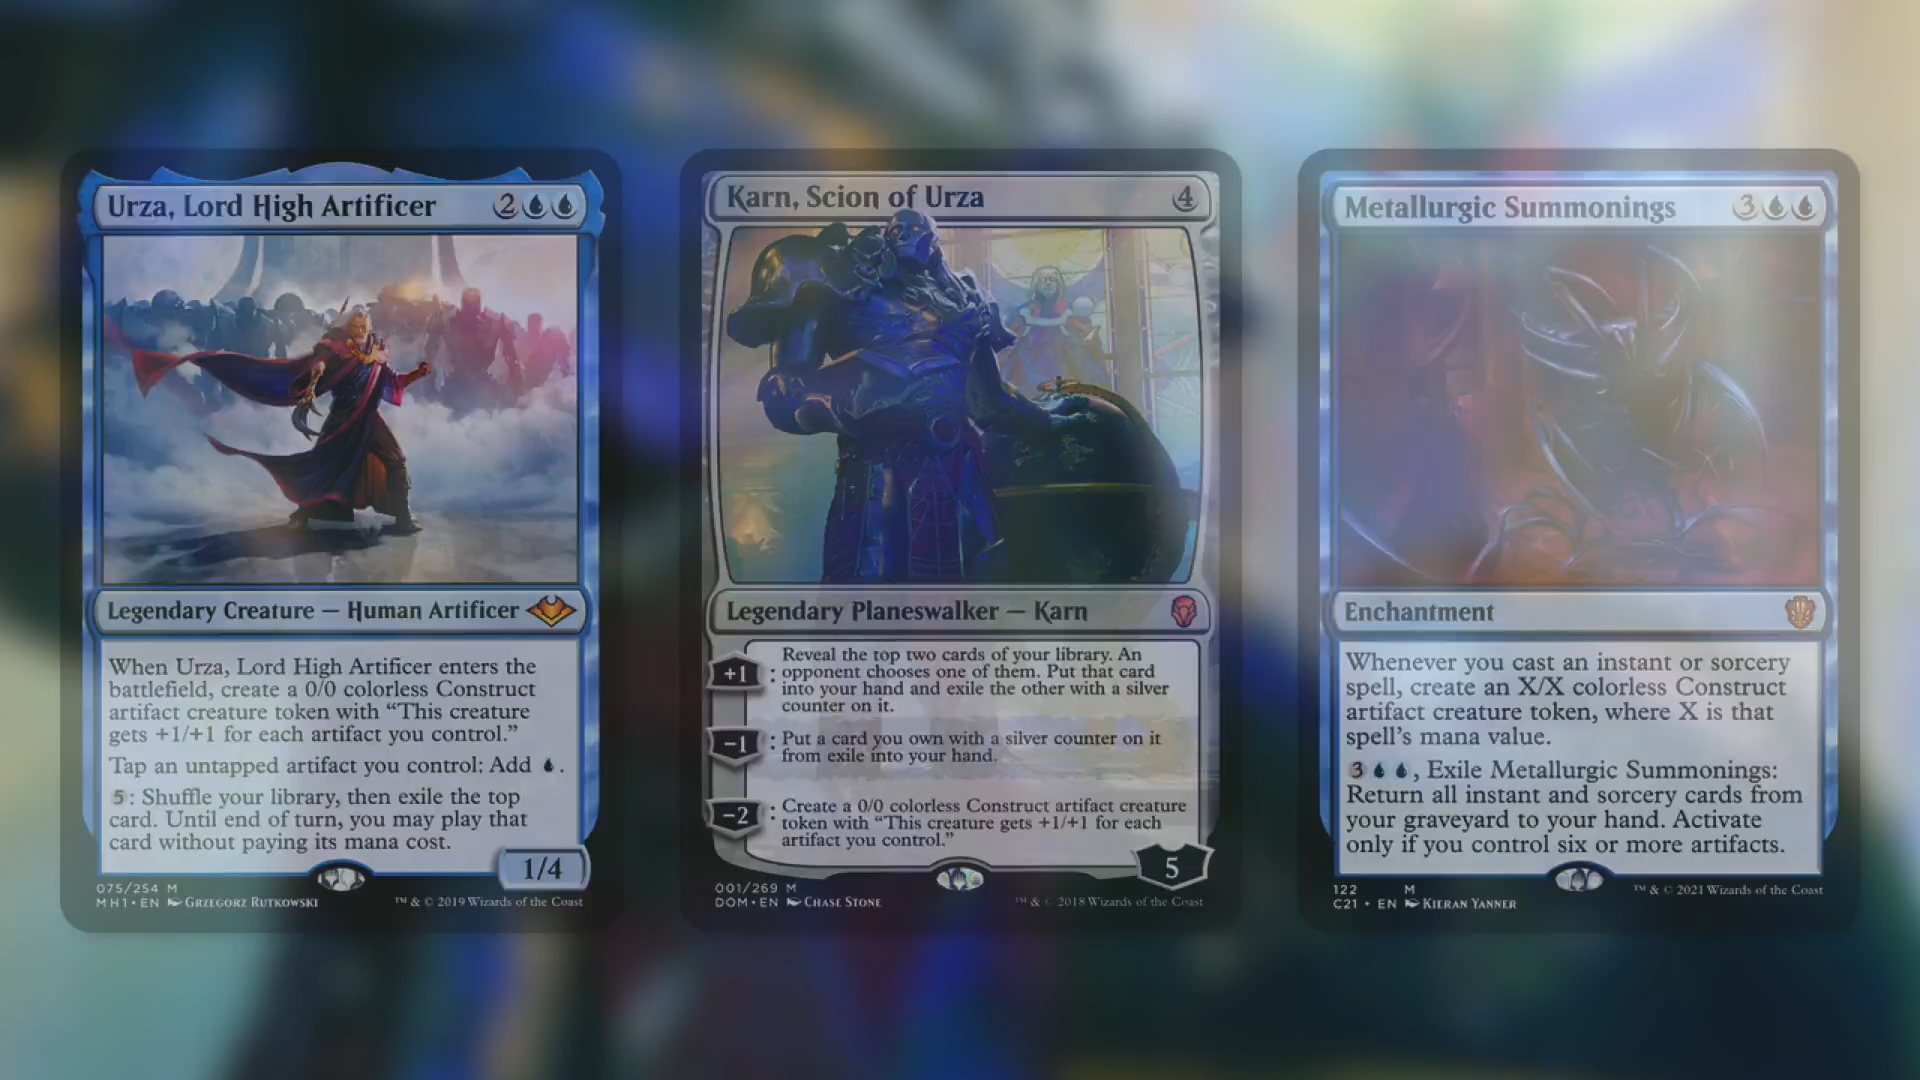 Urza, Lord High Artificer 2
Legendary Creature — Human Artificer
When Urza, Lord High Artificer enters the
battlefield, create a 0/0 colorless Construct
artifact creature token with “This creature
gets +1/+1 for each artifact you control.”
Tap an untapped artifact you control: Add .
5: Shuffle your library, then exile the top
card. Until end of turn, you may play that
card without paying its mana cost.
1/4
075/254 M
MH1 • EN GRZEGORZ RUTKOWSKI
™ & © 2019 Wizards of the Coast
Karn, Scion of Urza 4
Legendary Planeswalker — Karn
+1 : Reveal the top two cards of your library. An
opponent chooses one of them. Put that card
into your hand and exile the other with a silver
counter on it.
−1 : Put a card you own with a silver counter on it
from exile into your hand.
−2 : Create a 0/0 colorless Construct artifact creature
token with “This creature gets +1/+1 for each
artifact you control.”
5
001/269 M
DOM • EN CHASE STONE
™ & © 2018 Wizards of the Coast
Metallurgic Summonings 3
Enchantment
Whenever you cast an instant or sorcery
spell, create an X/X colorless Construct
artifact creature token, where X is that
spell’s mana value.
3 , Exile Metallurgic Summonings:
Return all instant and sorcery cards from
your graveyard to your hand. Activate
only if you control six or more artifacts.
122 M
C21 • EN KIERAN YANNER
™ & © 2021 Wizards of the Coast